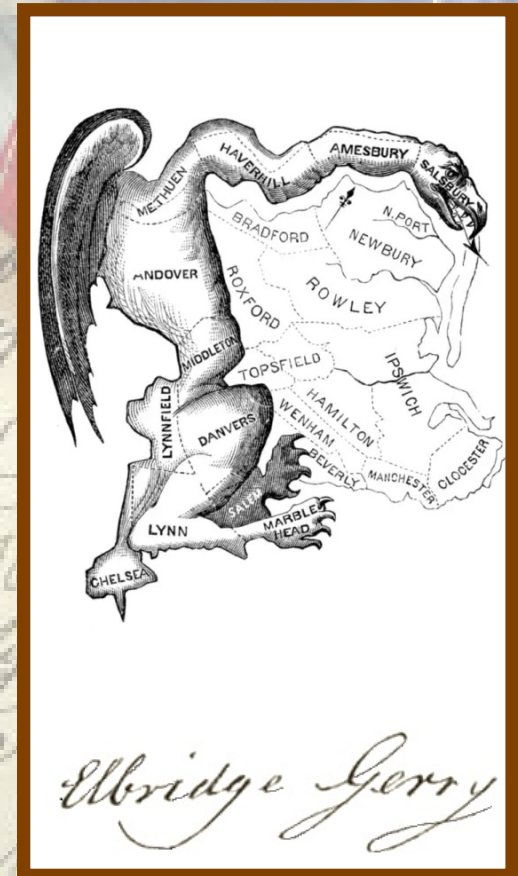 AMESBURY
HAVERHILL
SALSBURY
METHUEN
N. PORT
BRADFORD
NEWBURY
ANDOVER
ROXFORD
ROWLEY
MIDDLETON
TOPSFIELD
IPSWICH
LYNNFIELD
HAMILTON
DANVERS
WENHAM
BEVERLY
MANCHESTER
GLOCESTER
SALEM
LYNN
MARBLE
HEAD
CHELSEA
Elbridge Gerry